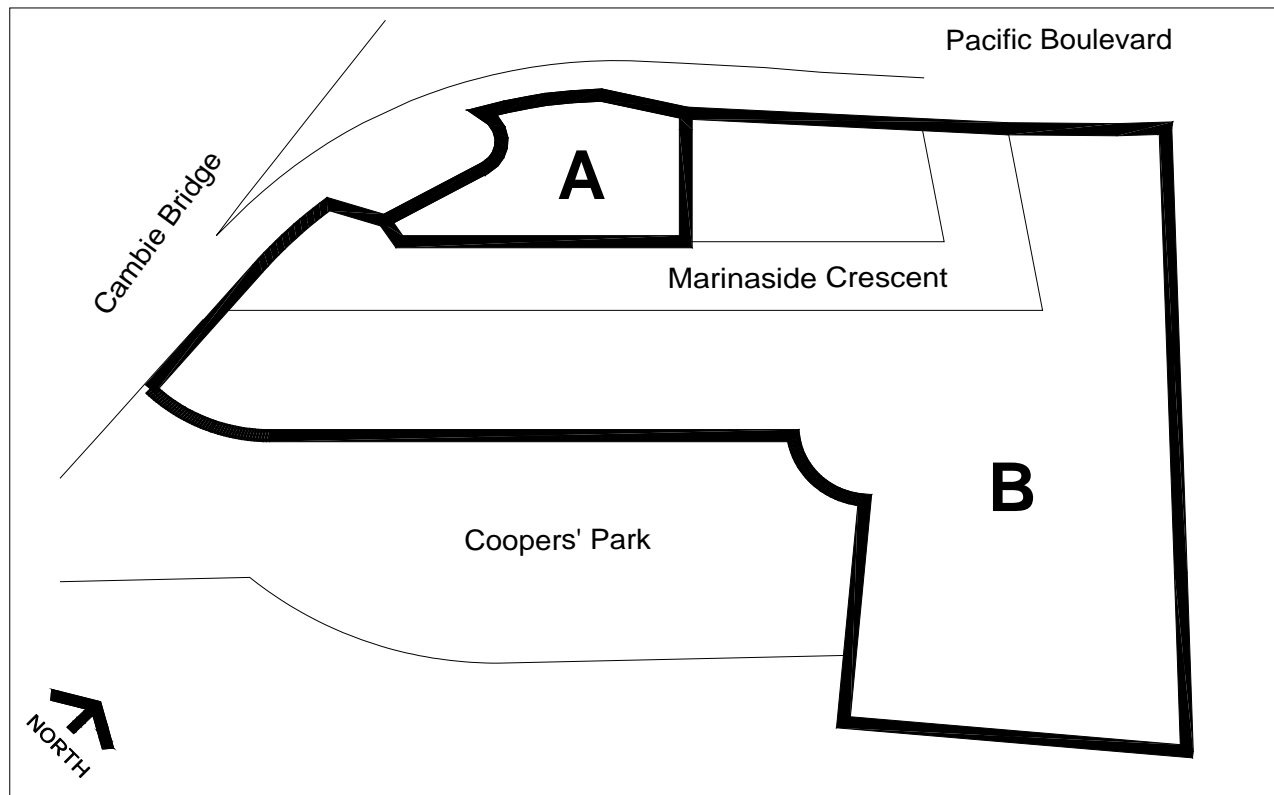 Pacific Boulevard
A
Cambie Bridge
Marinaside Crescent
B
Coopers' Park
NORTH